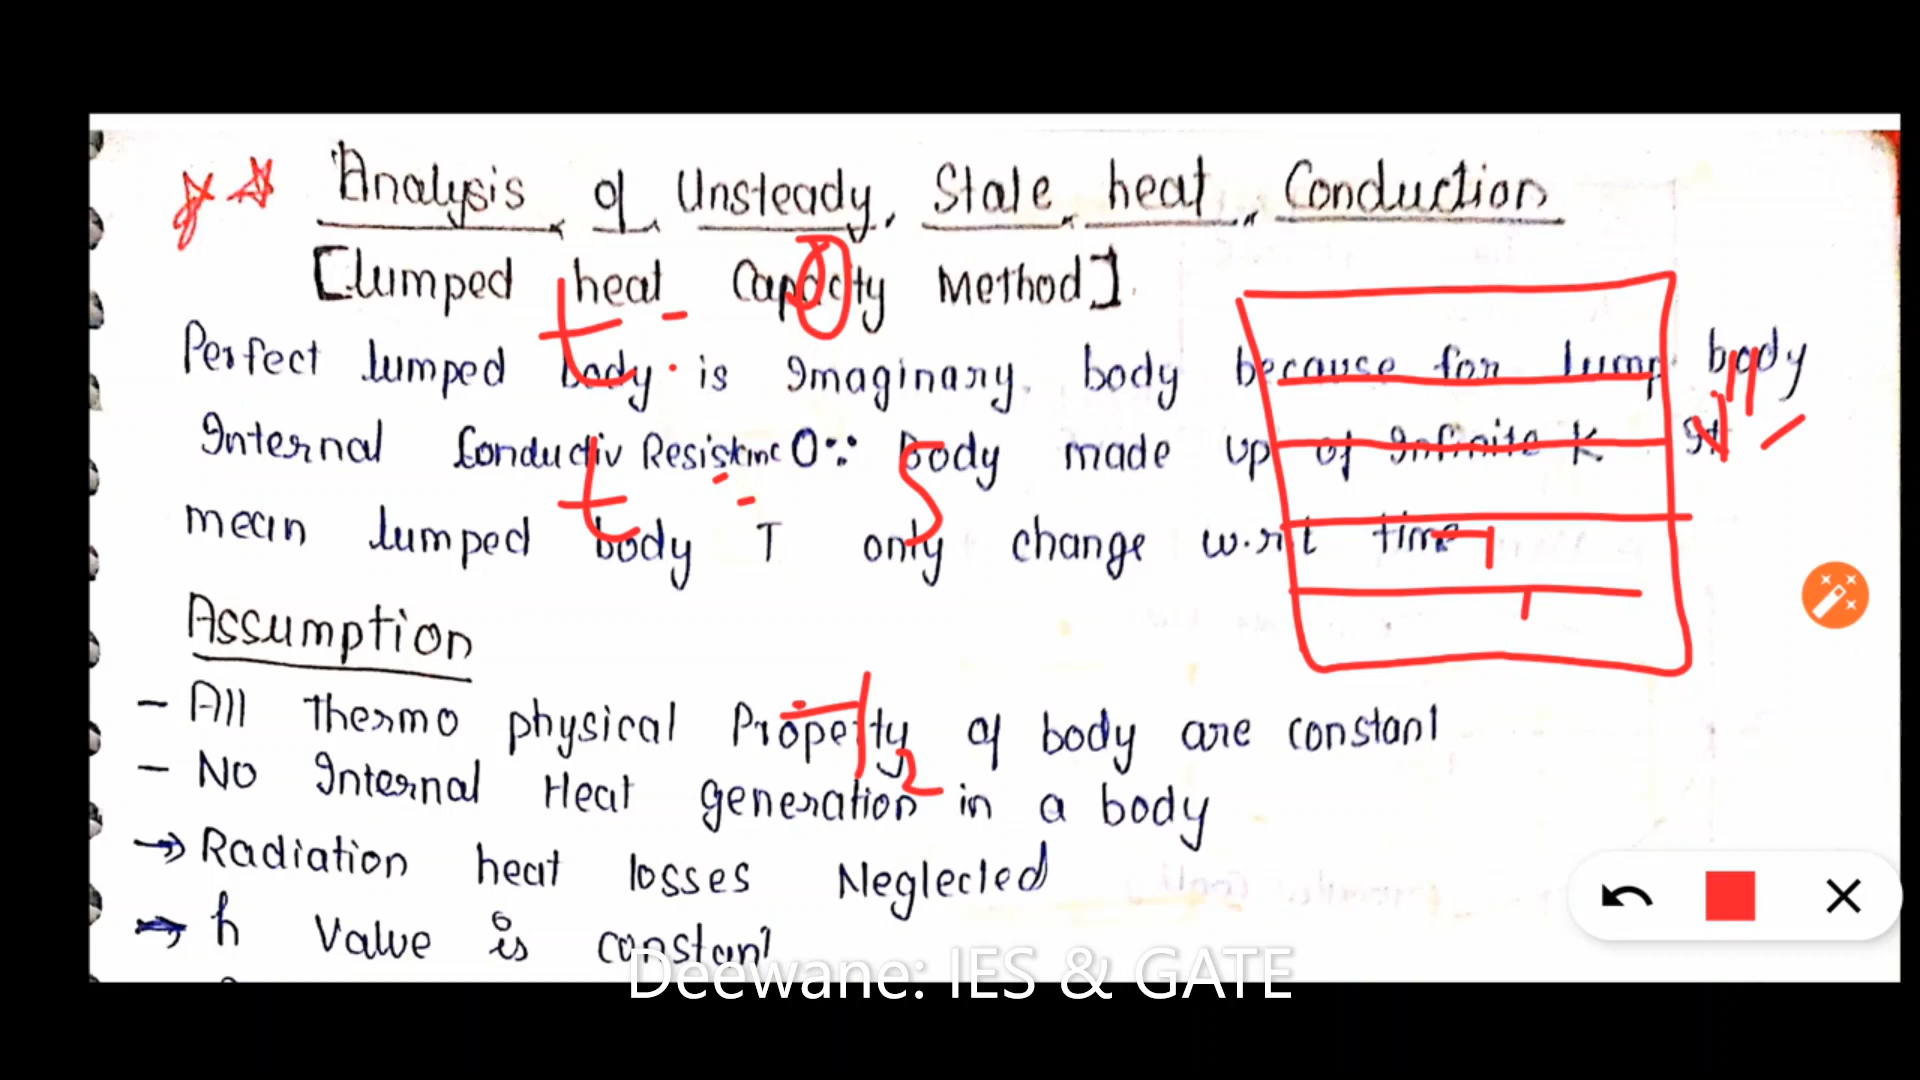 Analysis of Unsteady State heat Conduction
[lumped heat Capacity Method]
Perfect lumped body is Imaginary body because for lump body
Internal Conductiv Resistnc 0 ∵ Body made up of Infinite K It
mean lumped body T only change w.r.t time
Assumption
- All thermo physical Property of body are constant
- No Internal Heat generation in a body
→ Radiation heat losses Neglected
→ h Value is constant
Deewane: IES & GATE